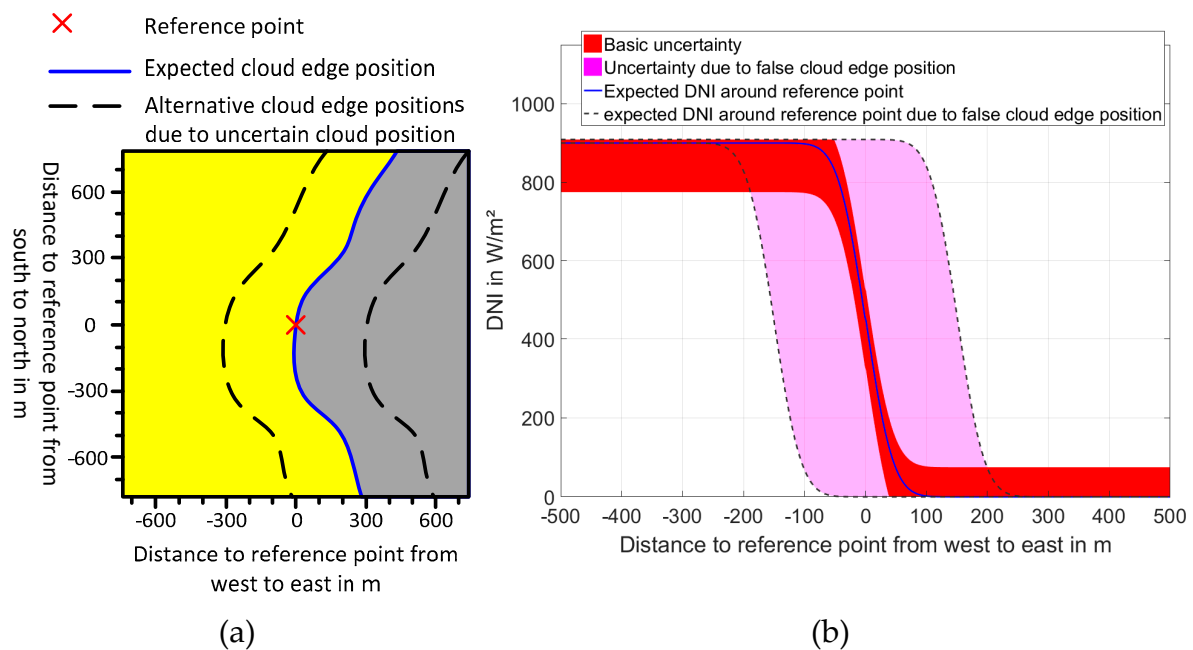 Reference point
Expected cloud edge position
Alternative cloud edge positions
due to uncertain cloud position
Distance to reference point from
south to north in m
600
300
0
-300
-600
-600
-300
0
300
600
Distance to reference point from
west to east in m
(a)
Basic uncertainty
Uncertainty due to false cloud edge position
Expected DNI around reference point
expected DNI around reference point due to false cloud edge position
DNI in W/m²
1000
800
600
400
200
0
-500
-400
-300
-200
-100
0
100
200
300
400
500
Distance to reference point from west to east in m
(b)